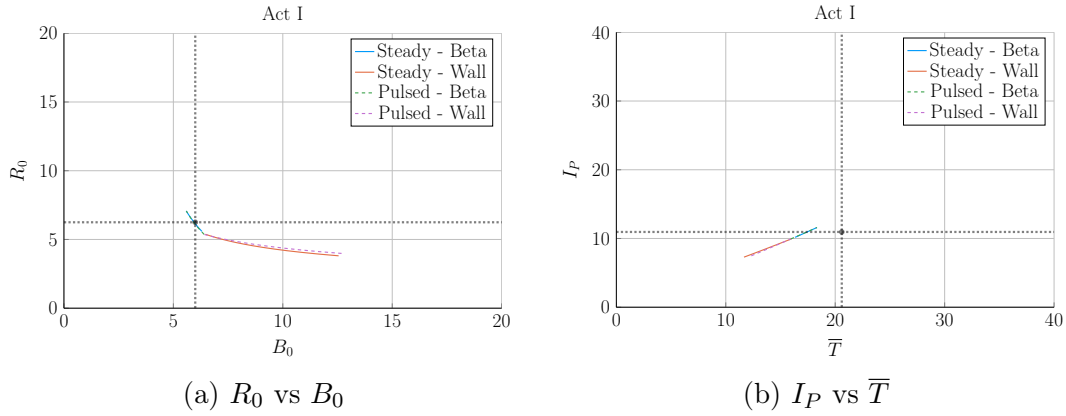 Act I
20
15
10
5
0
R₀
0
5
10
15
20
B₀
Steady - Beta
Steady - Wall
Pulsed - Beta
Pulsed - Wall
(a) R₀ vs B₀
Act I
40
30
20
10
0
I_P
0
10
20
30
40
T̅
Steady - Beta
Steady - Wall
Pulsed - Beta
Pulsed - Wall
(b) I_P vs T̅